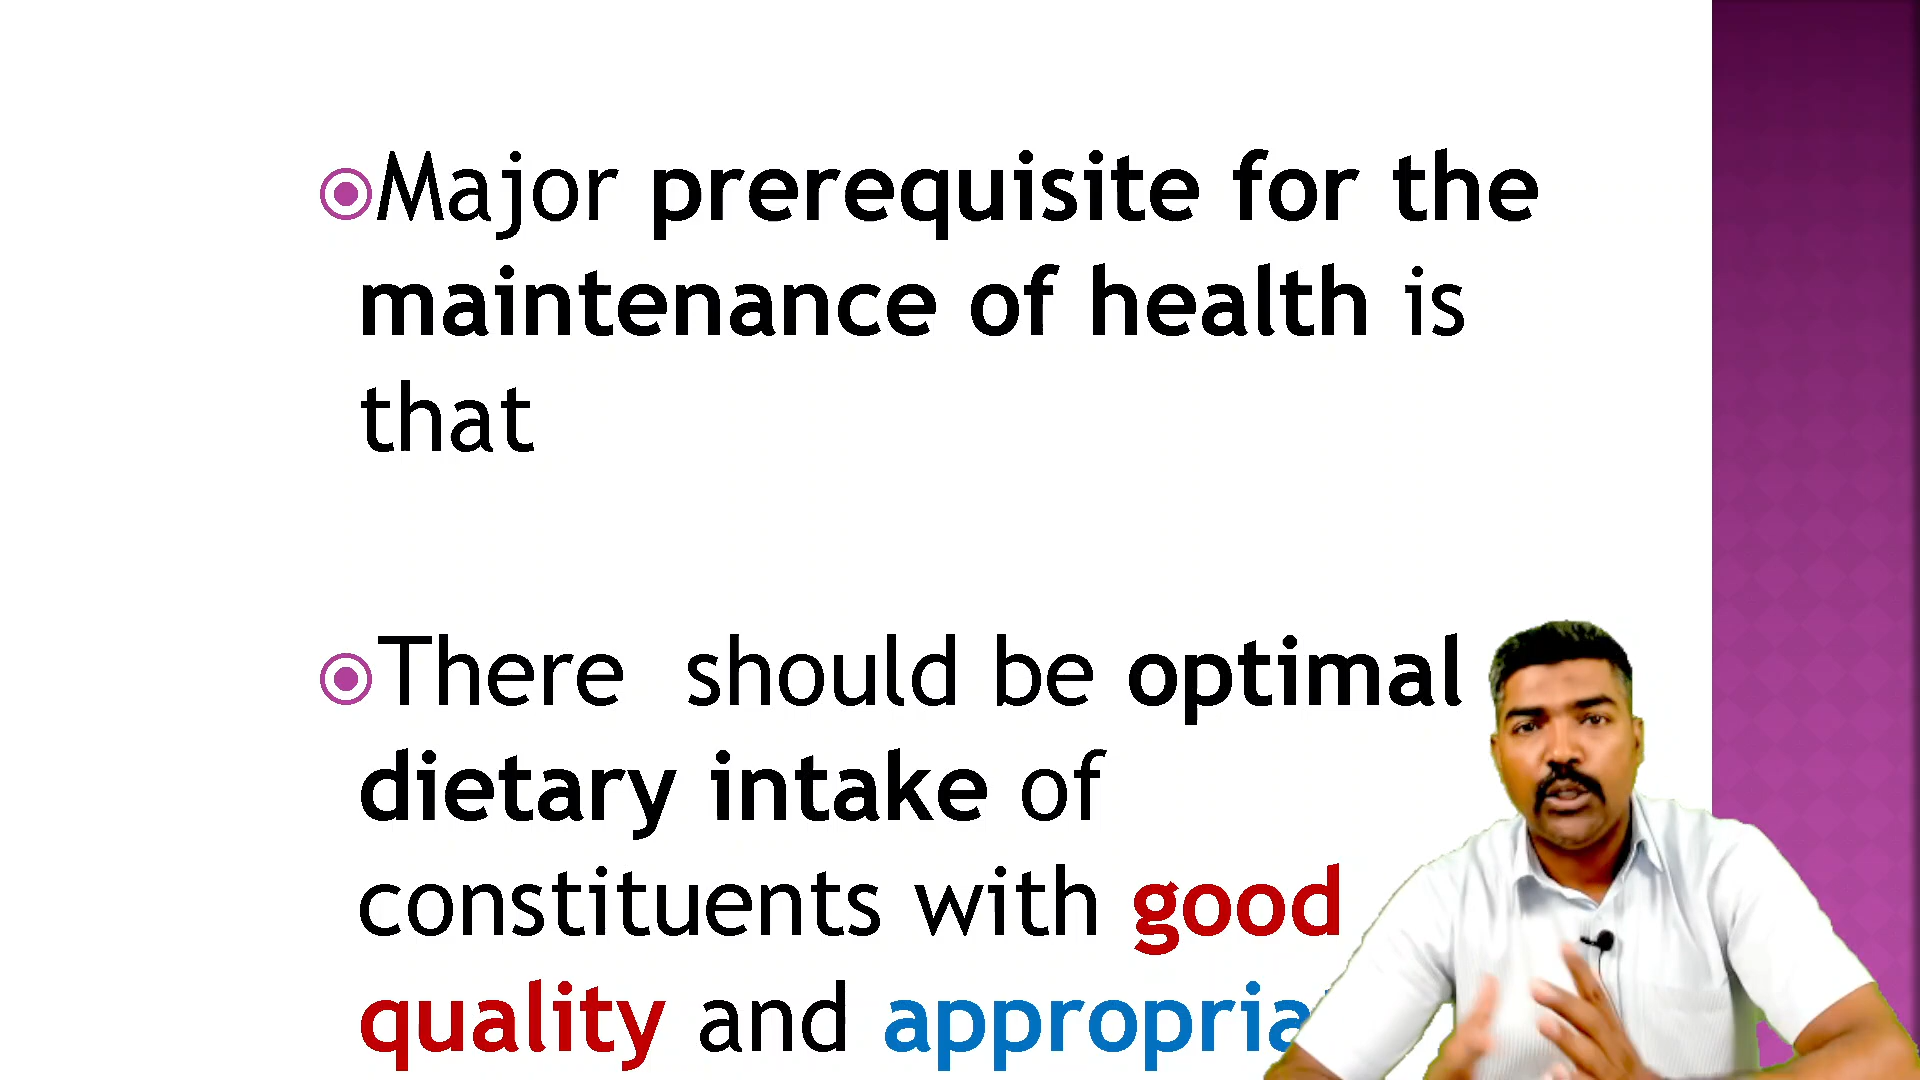 Major prerequisite for the
maintenance of health is
that
There should be optimal
dietary intake of
constituents with good
quality and